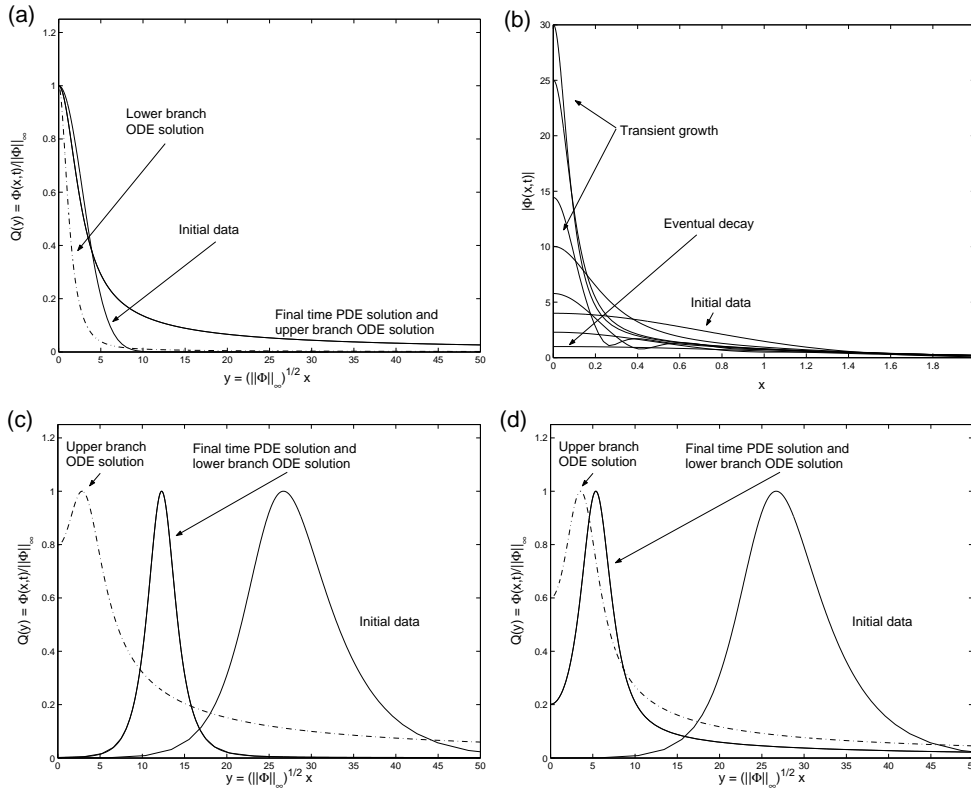 (a)
1.2
1
0.8
0.6
0.4
0.2
0
Q(y) = Φ(x,t)/||Φ||∞
Lower branch
ODE solution
Initial data
Final time PDE solution and
upper branch ODE solution
0 5 10 15 20 25 30 35 40 45 50
y = (||Φ||∞)^1/2 x
(b)
30
25
20
15
10
5
0
|Φ(x,t)|
Transient growth
Eventual decay
Initial data
0 0.2 0.4 0.6 0.8 1 1.2 1.4 1.6 1.8
x
(c)
1.2
1
0.8
0.6
0.4
0.2
0
Q(y) = Φ(x,t)/||Φ||∞
Upper branch
ODE solution
Final time PDE solution and
lower branch ODE solution
Initial data
0 5 10 15 20 25 30 35 40 45 50
y = (||Φ||∞)^1/2 x
(d)
1.2
1
0.8
0.6
0.4
0.2
0
Q(y) = Φ(x,t)/||Φ||∞
Upper branch
ODE solution
Final time PDE solution and
lower branch ODE solution
Initial data
0 5 10 15 20 25 30 35 40 45 50
y = (||Φ||∞)^1/2 x